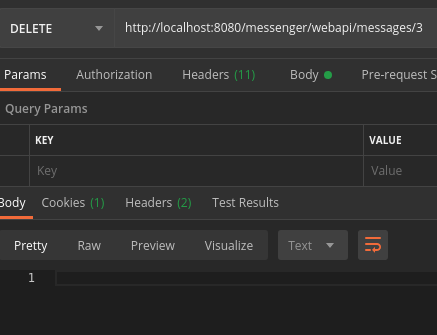 DELETE http://localhost:8080/messenger/webapi/messages/3
Params Authorization Headers (11) Body Pre-request S
Query Params
KEY VALUE
Key Value
Body Cookies (1) Headers (2) Test Results
Pretty Raw Preview Visualize Text
1